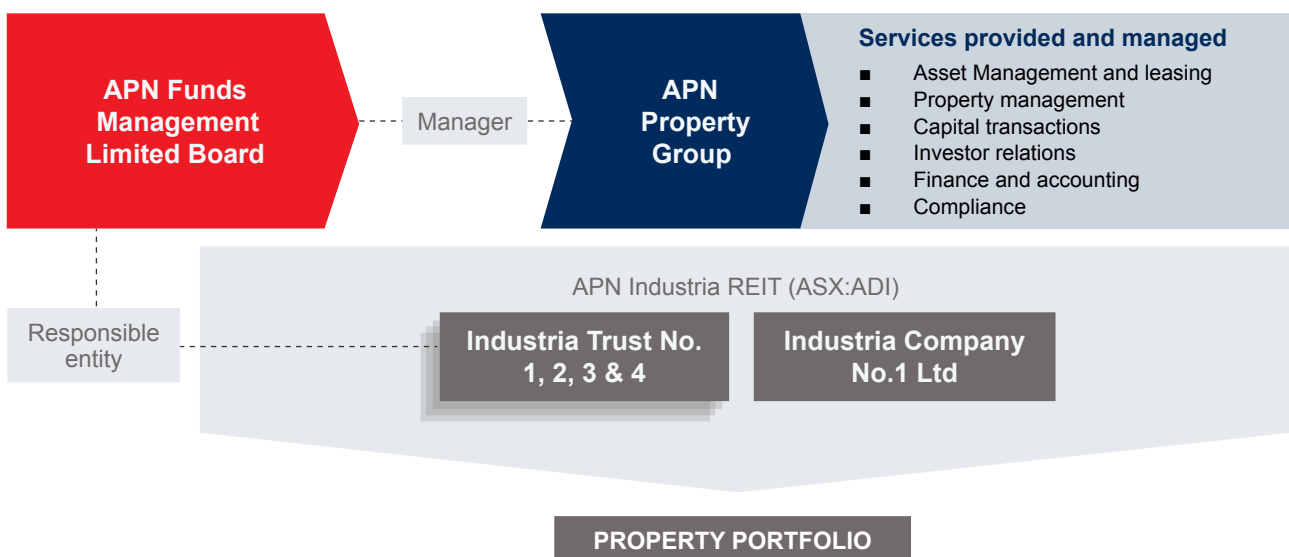 APN Funds
Management
Limited Board
Manager
APN
Property
Group
Services provided and managed
■ Asset Management and leasing
■ Property management
■ Capital transactions
■ Investor relations
■ Finance and accounting
■ Compliance
Responsible
entity
APN Industria REIT (ASX:ADI)
Industria Trust No.
1, 2, 3 & 4
Industria Company
No.1 Ltd
PROPERTY PORTFOLIO